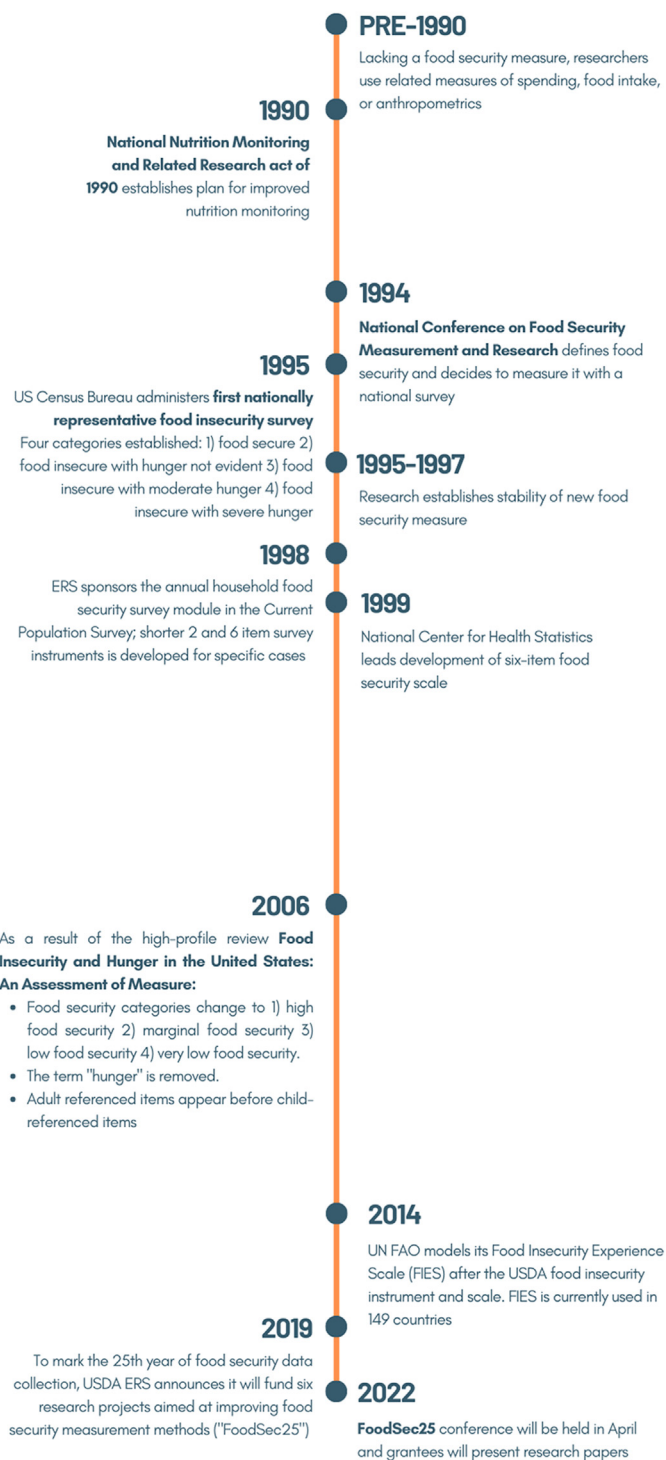 PRE-1990
Lacking a food security measure, researchers
use related measures of spending, food intake,
or anthropometrics
1990
National Nutrition Monitoring
and Related Research act of
1990 establishes plan for improved
nutrition monitoring
1994
National Conference on Food Security
Measurement and Research defines food
security and decides to measure it with a
national survey
1995
US Census Bureau administers first nationally
representative food insecurity survey
Four categories established: 1) food secure 2)
food insecure with hunger not evident 3) food
insecure with moderate hunger 4) food
insecure with severe hunger
1995-1997
Research establishes stability of new food
security measure
1998
ERS sponsors the annual household food
security survey module in the Current
Population Survey; shorter 2 and 6 item survey
instruments is developed for specific cases
1999
National Center for Health Statistics
leads development of six-item food
security scale
2006
As a result of the high-profile review Food
Insecurity and Hunger in the United States:
An Assessment of Measure:
• Food security categories change to 1) high
food security 2) marginal food security 3)
low food security 4) very low food security.
• The term "hunger" is removed.
• Adult referenced items appear before child-
referenced items
2014
UN FAO models its Food Insecurity Experience
Scale (FIES) after the USDA food insecurity
instrument and scale. FIES is currently used in
149 countries
2019
To mark the 25th year of food security data
collection, USDA ERS announces it will fund six
research projects aimed at improving food
security measurement methods ("FoodSec25")
2022
FoodSec25 conference will be held in April
and grantees will present research papers